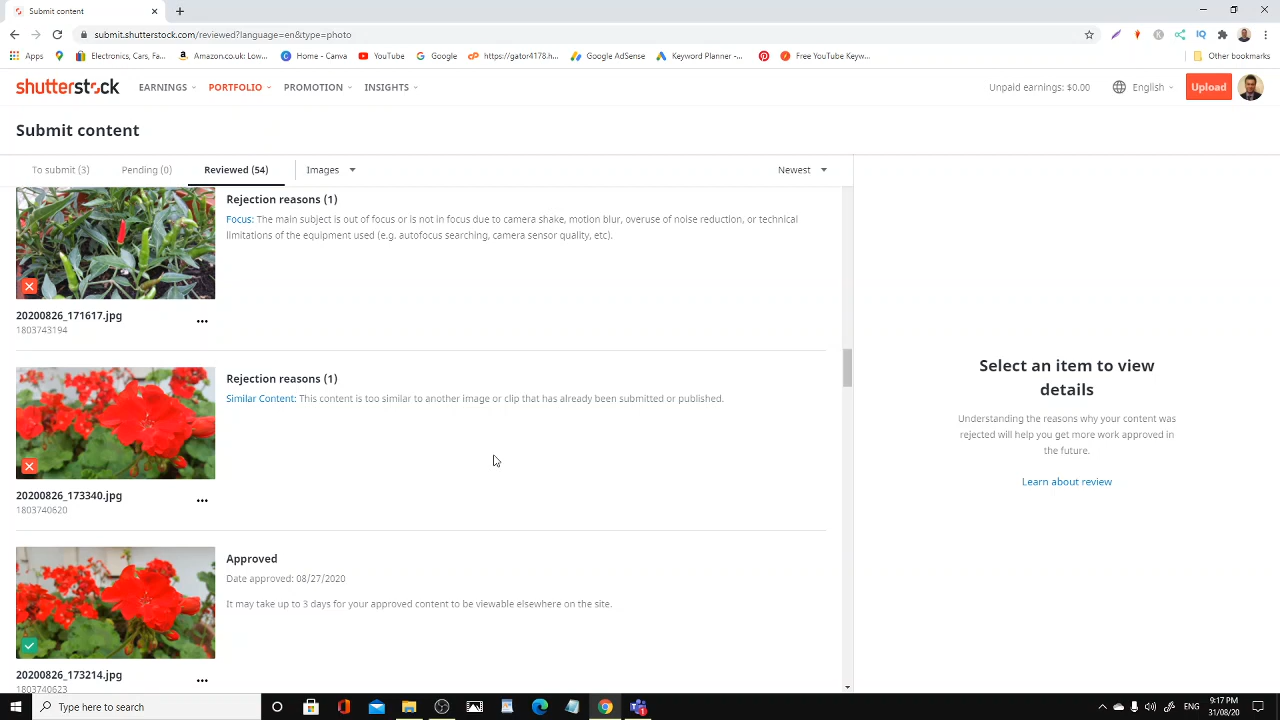 submit.shutterstock.com/reviewed?language=en&type=photo
Apps
Electronics, Cars, Fa...
Amazon.co.uk: Low...
Home - Canva
YouTube
Google
https://gator4178.h...
Google AdSense
Keyword Planner -...
Free YouTube Keyw...
Other bookmarks
shutterstock
EARNINGS
PORTFOLIO
PROMOTION
INSIGHTS
Unpaid earnings: $0.00
English
Upload
Submit content
To submit (3)
Pending (0)
Reviewed (54)
Images
Newest
Rejection reasons (1)
Focus: The main subject is out of focus or is not in focus due to camera shake, motion blur, overuse of noise reduction, or technical
limitations of the equipment used (e.g. autofocus searching, camera sensor quality, etc).
20200826_171617.jpg
1803743194
Rejection reasons (1)
Similar Content: This content is too similar to another image or clip that has already been submitted or published.
20200826_173340.jpg
1803740620
Approved
Date approved: 08/27/2020
It may take up to 3 days for your approved content to be viewable elsewhere on the site.
20200826_173214.jpg
1803740623
Select an item to view
details
Understanding the reasons why your content was
rejected will help you get more work approved in
the future.
Learn about review
Type here to search
ENG
9:17 PM
31/08/20